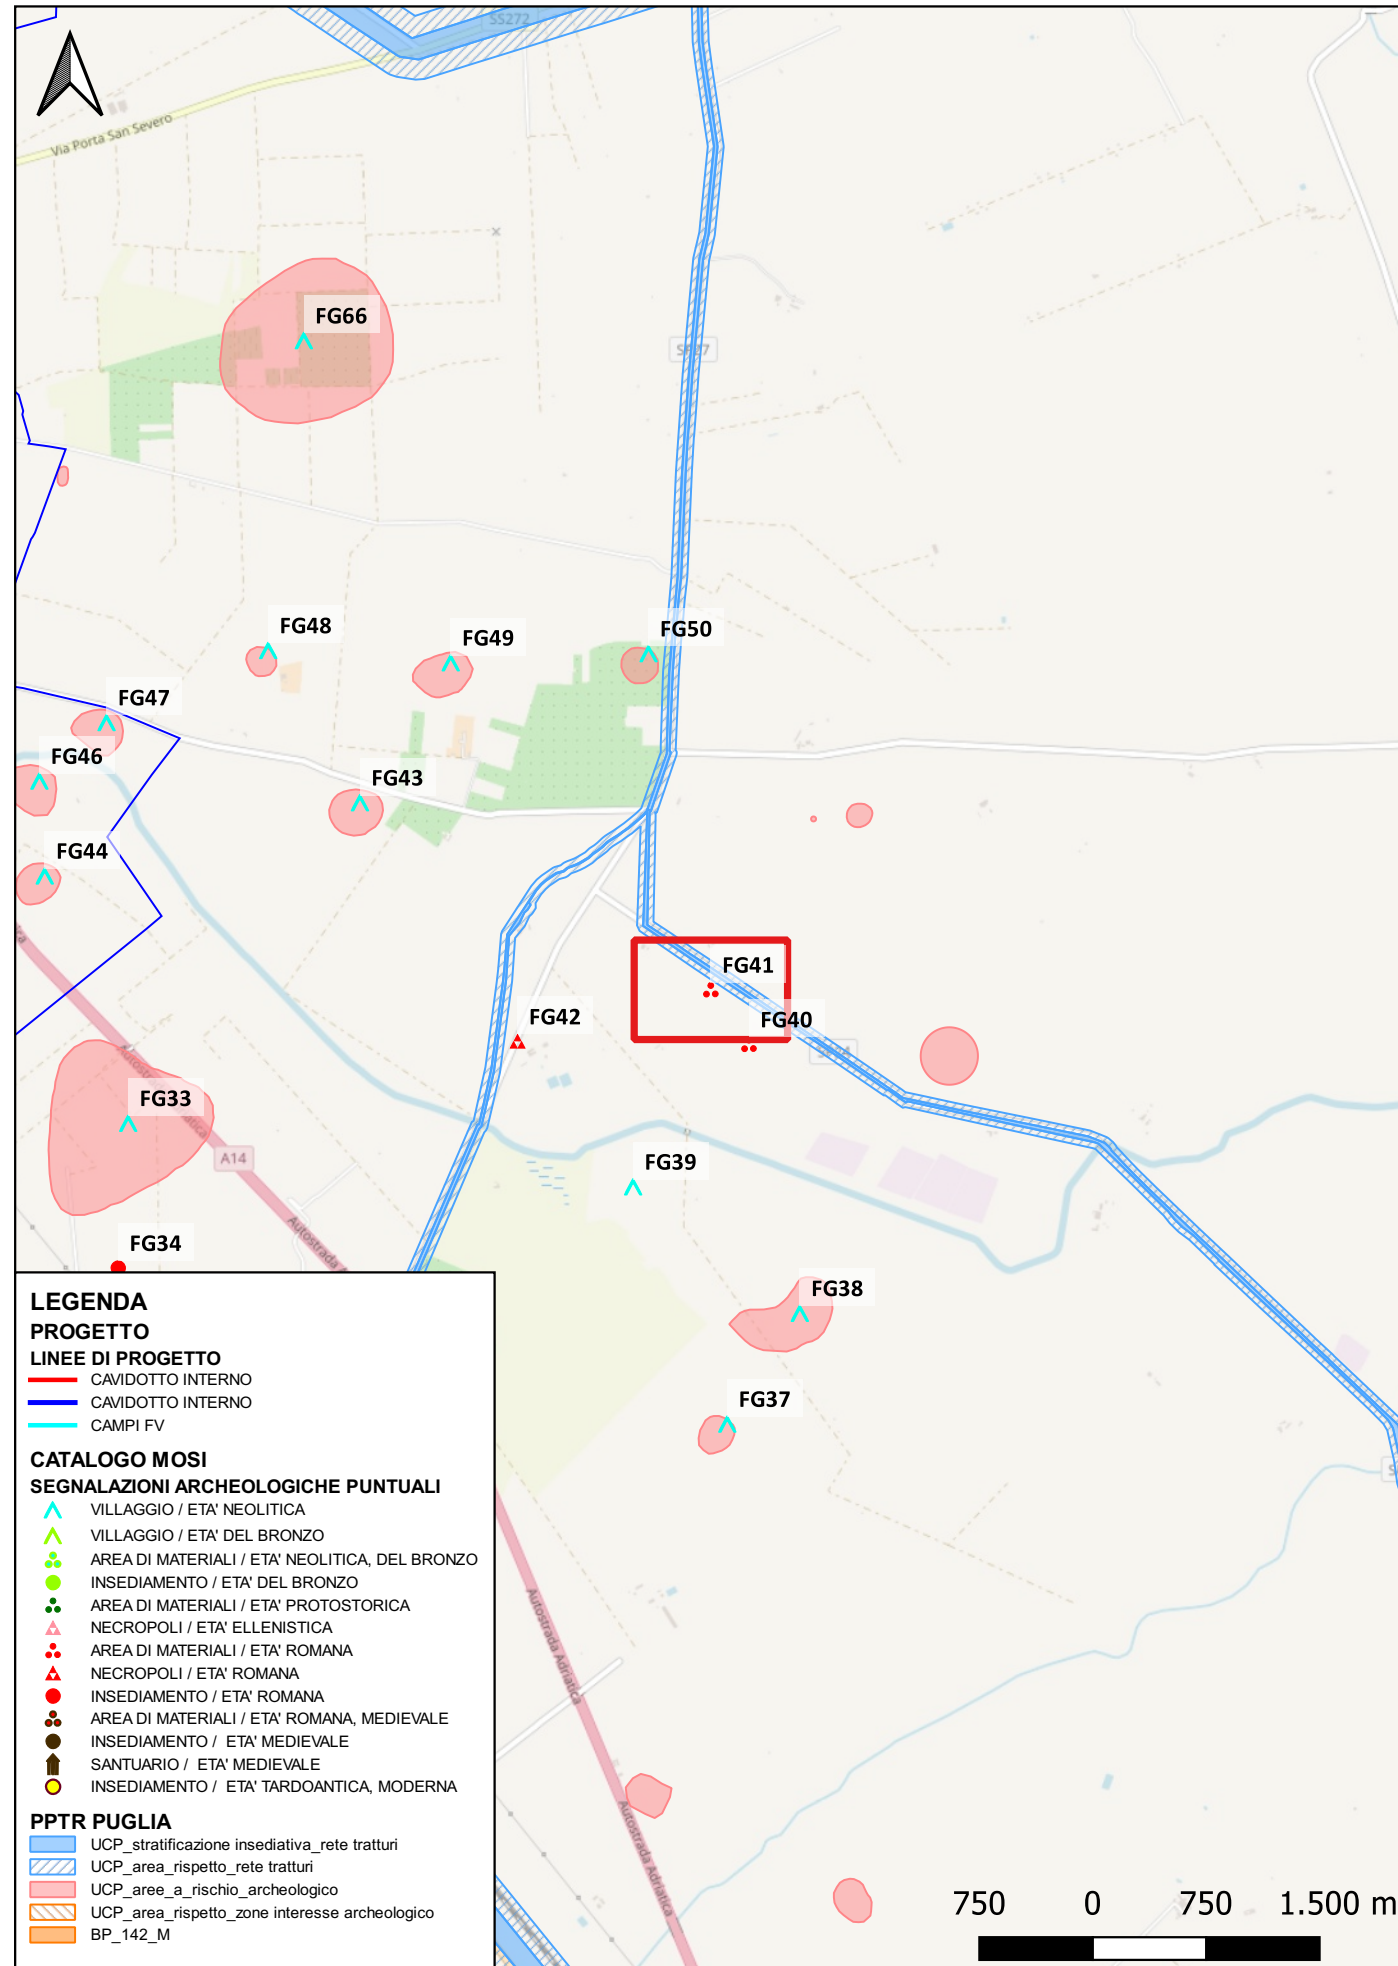 SS272
Via Porta San Severo
FG66
FG48
FG49
FG50
FG47
FG46
FG43
FG44
FG41
FG42
FG40
FG33
A14
FG39
FG34
Autostrada A
FG38
FG37
Autostrada Adriatica
Autostrada Adriatica
LEGENDA
PROGETTO
LINEE DI PROGETTO
CAVIDOTTO INTERNO
CAVIDOTTO INTERNO
CAMPI FV
CATALOGO MOSI
SEGNALAZIONI ARCHEOLOGICHE PUNTUALI
VILLAGGIO / ETA' NEOLITICA
VILLAGGIO / ETA' DEL BRONZO
AREA DI MATERIALI / ETA' NEOLITICA, DEL BRONZO
INSEDIAMENTO / ETA' DEL BRONZO
AREA DI MATERIALI / ETA' PROTOSTORICA
NECROPOLI / ETA' ELLENISTICA
AREA DI MATERIALI / ETA' ROMANA
NECROPOLI / ETA' ROMANA
INSEDIAMENTO / ETA' ROMANA
AREA DI MATERIALI / ETA' ROMANA, MEDIEVALE
INSEDIAMENTO / ETA' MEDIEVALE
SANTUARIO / ETA' MEDIEVALE
INSEDIAMENTO / ETA' TARDOANTICA, MODERNA
PPTR PUGLIA
UCP_stratificazione insediativa_rete tratturi
UCP_area_rispetto_rete tratturi
UCP_aree_a_rischio_archeologico
UCP_area_rispetto_zone interesse archeologico
BP_142_M
750 0 750 1.500 m